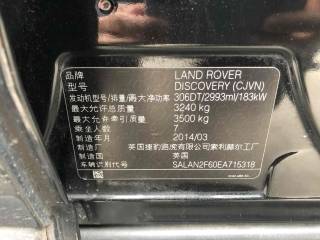 品牌 LAND ROVER
型号 DISCOVERY (CJVN)
发动机型号/排量/最大净功率 306DT/2993ml/183kW
最大允许总质量 3240 kg
最大允许牵引质量 3500 kg
乘坐人数 7
制造年月 2014/03
制造厂 英国捷豹路虎有限公司索利赫尔工厂
制造国 英国
车辆识别代号 SALAN2F60EA715318